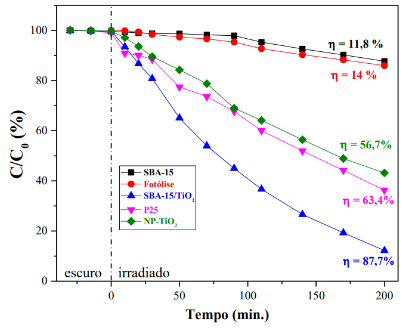 C/C₀ (%)
100
80
60
40
20
0
η = 11,8 %
η = 14 %
η = 56,7%
η = 63,4%
η = 87,7%
SBA-15
Fotólise
SBA-15/TiO₂
P25
NP-TiO₂
escuro
irradiado
0
50
100
150
200
Tempo (min.)